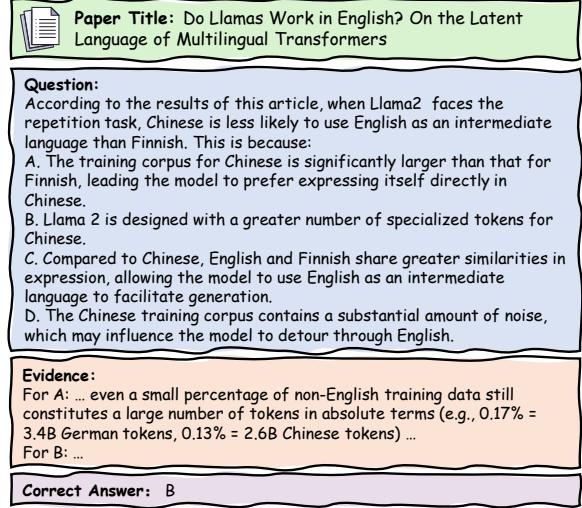 Paper Title: Do Llamas Work in English? On the Latent
Language of Multilingual Transformers
Question:
According to the results of this article, when Llama2 faces the
repetition task, Chinese is less likely to use English as an intermediate
language than Finnish. This is because:
A. The training corpus for Chinese is significantly larger than that for
Finnish, leading the model to prefer expressing itself directly in
Chinese.
B. Llama 2 is designed with a greater number of specialized tokens for
Chinese.
C. Compared to Chinese, English and Finnish share greater similarities in
expression, allowing the model to use English as an intermediate
language to facilitate generation.
D. The Chinese training corpus contains a substantial amount of noise,
which may influence the model to detour through English.
Evidence:
For A: … even a small percentage of non-English training data still
constitutes a large number of tokens in absolute terms (e.g., 0.17% =
3.4B German tokens, 0.13% = 2.6B Chinese tokens) …
For B: …
Correct Answer: B